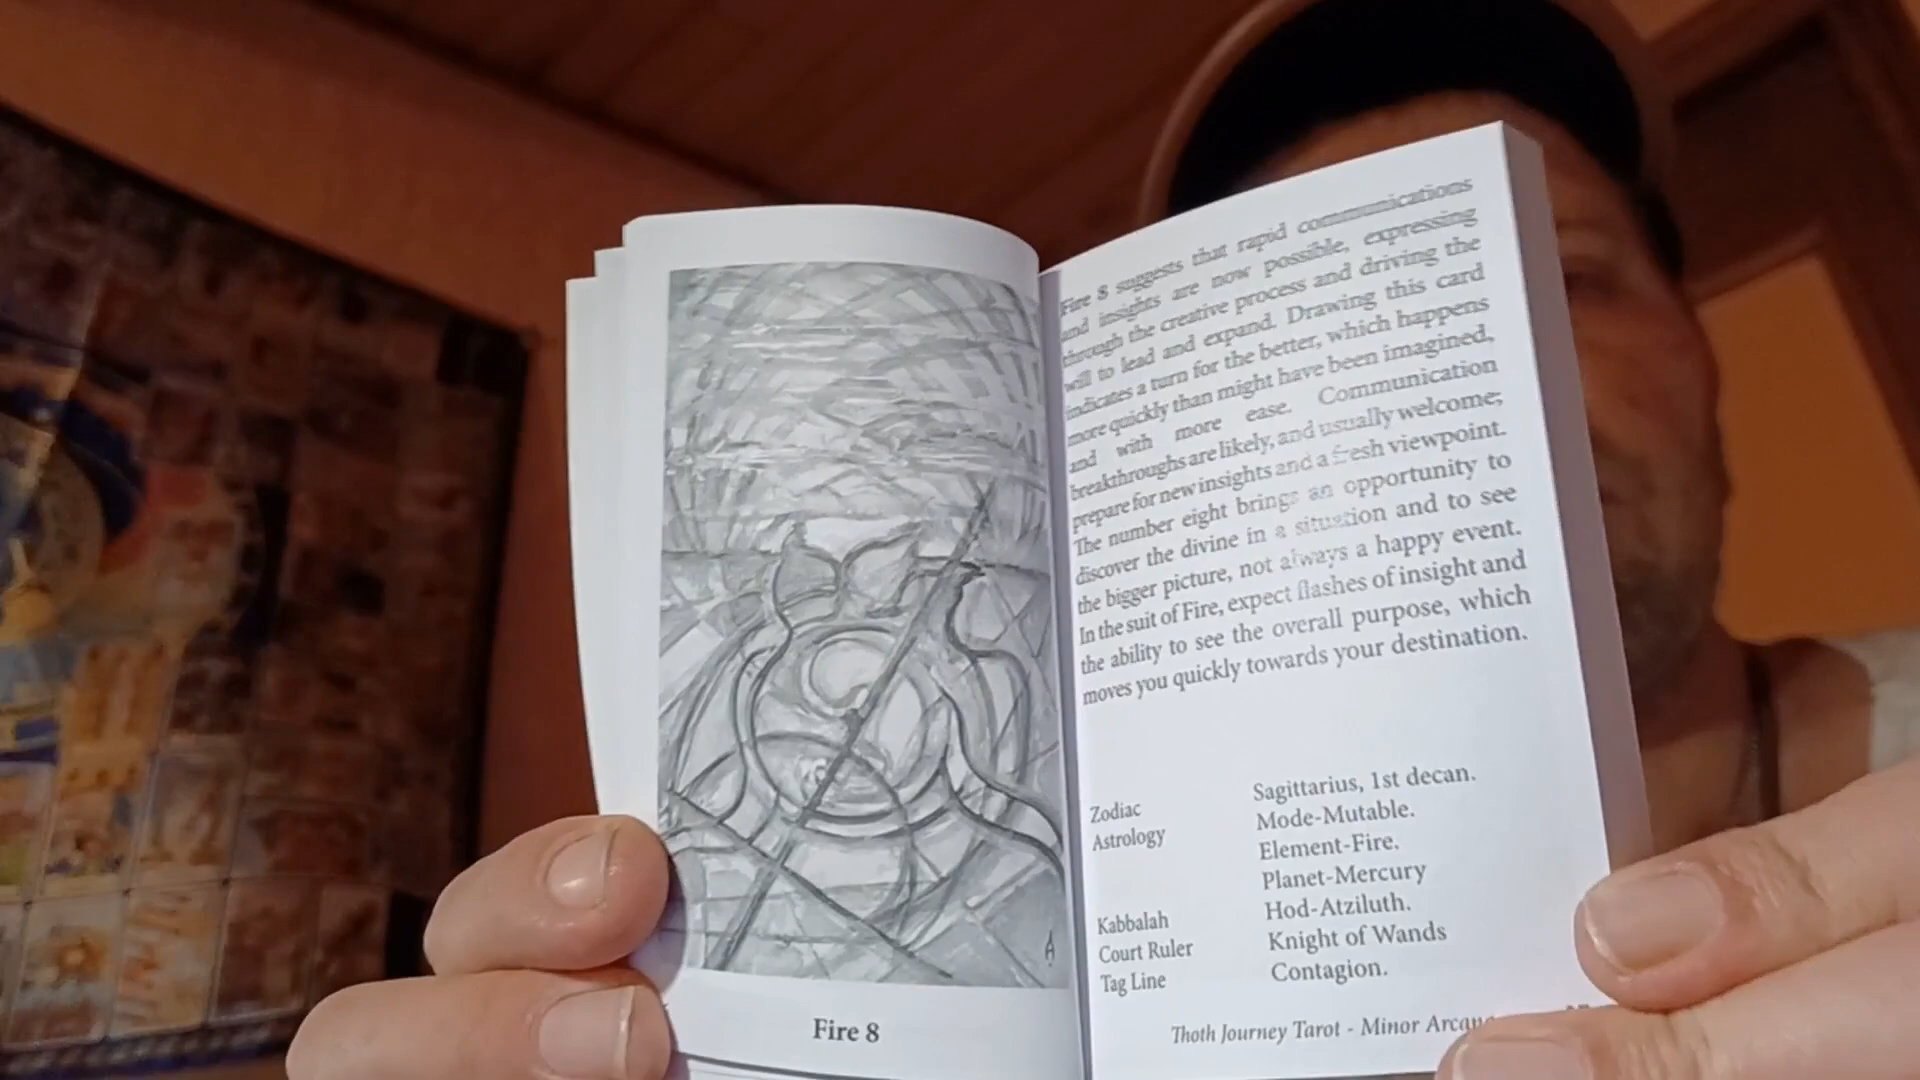 Fire 8 suggests that rapid communications
and insights are now possible, expressing
through the creative process and driving the
will to lead and expand. Drawing this card
indicates a turn for the better, which happens
more quickly than might have been imagined,
and with more ease. Communication
breakthroughs are likely, and usually welcome;
prepare for new insights and a fresh viewpoint.
The number eight brings an opportunity to
discover the divine in a situation and to see
the bigger picture, not always a happy event.
In the suit of Fire, expect flashes of insight and
the ability to see the overall purpose, which
moves you quickly towards your destination.
Zodiac Sagittarius, 1st decan.
Astrology Mode-Mutable.
Element-Fire.
Planet-Mercury
Kabbalah Hod-Atziluth.
Court Ruler Knight of Wands
Tag Line Contagion.
Fire 8
Thoth Journey Tarot - Minor